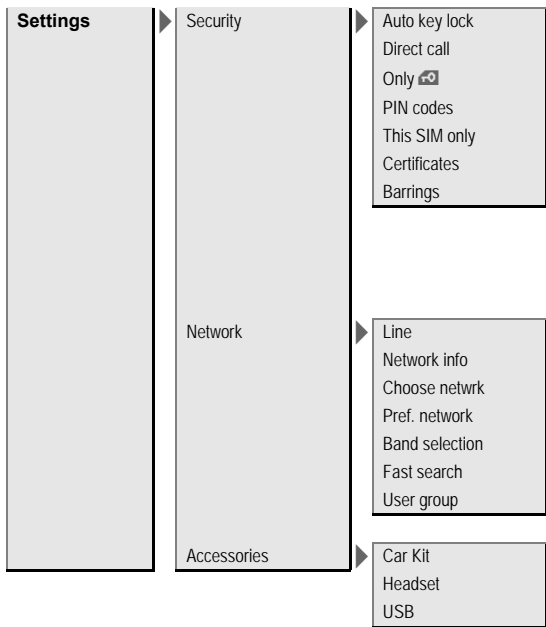 Settings
Security
Auto key lock
Direct call
Only
PIN codes
This SIM only
Certificates
Barrings
Network
Line
Network info
Choose netwrk
Pref. network
Band selection
Fast search
User group
Accessories
Car Kit
Headset
USB